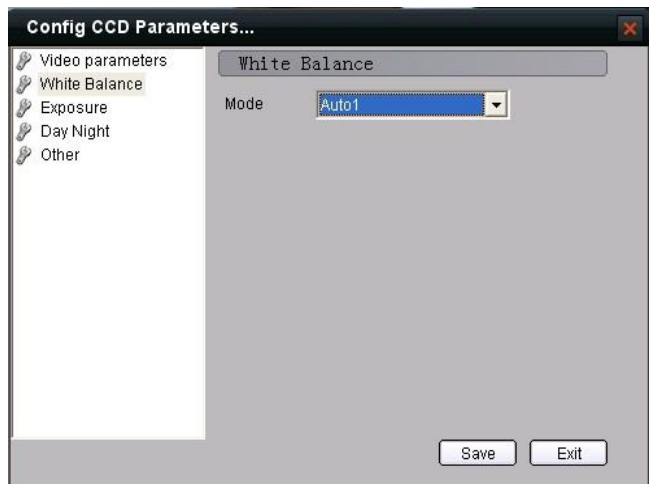 Config CCD Parameters...
Video parameters
White Balance
Exposure
Day Night
Other
White Balance
Mode Auto1
Save Exit